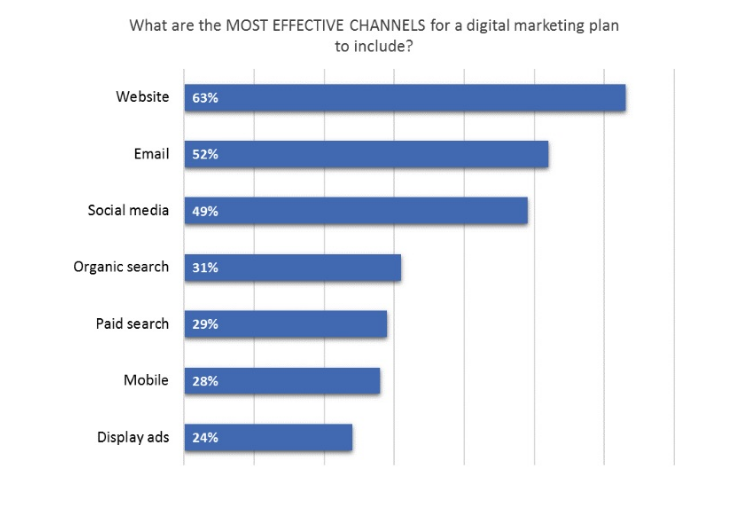 What are the MOST EFFECTIVE CHANNELS for a digital marketing plan
to include?
Website 63%
Email 52%
Social media 49%
Organic search 31%
Paid search 29%
Mobile 28%
Display ads 24%